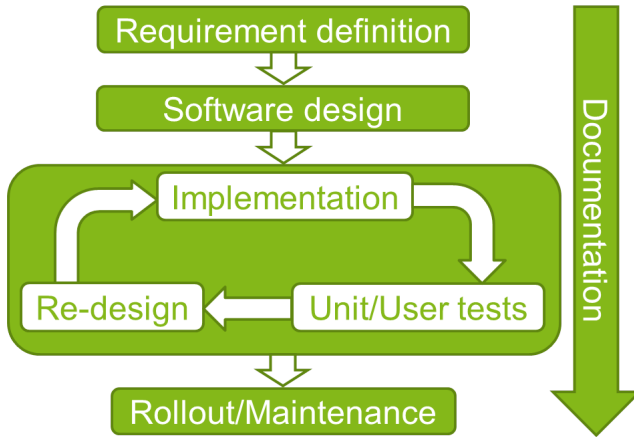 Requirement definition
Software design
Implementation
Re-design
Unit/User tests
Rollout/Maintenance
Documentation